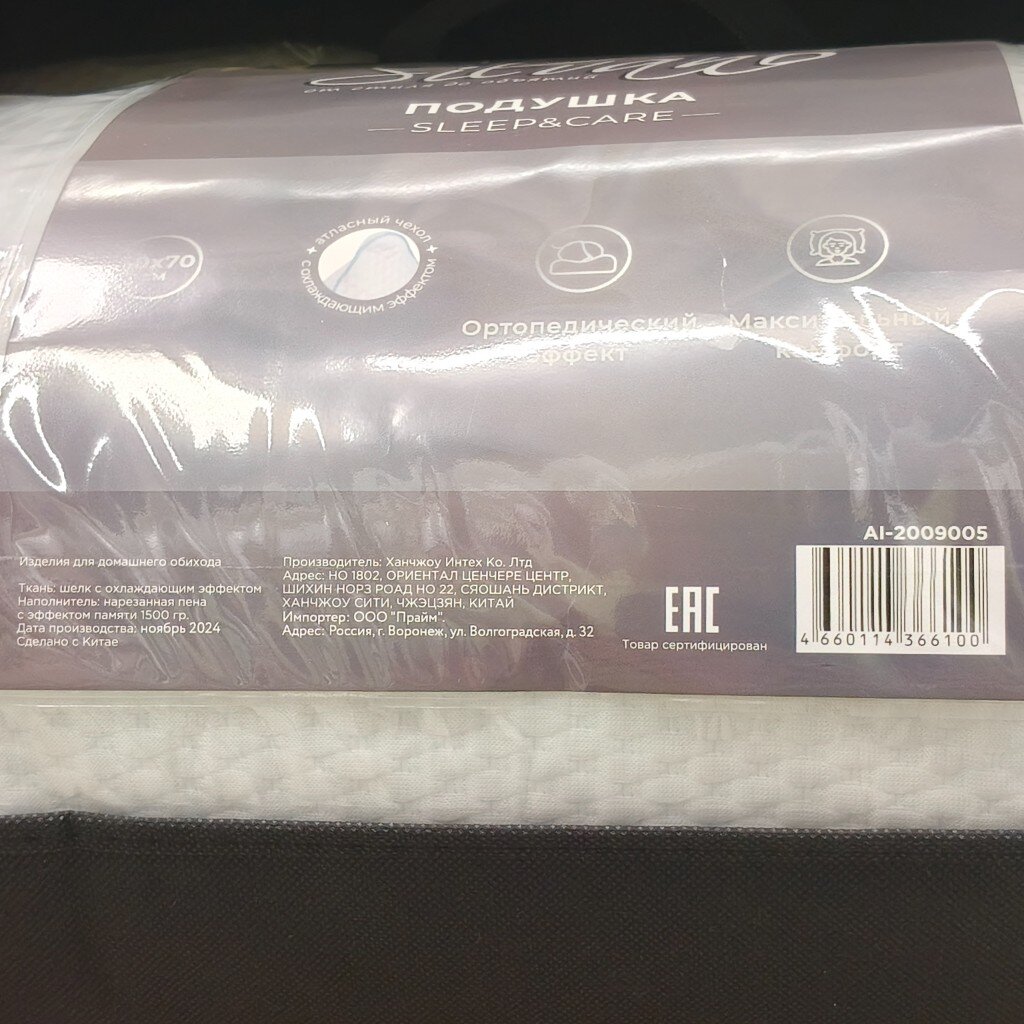 ПОДУШКА
SLEEP&CARE
атласный чехол
с охлаждающим эффектом
Ортопедический
эффект
Изделия для домашнего обихода
Ткань: шелк с охлаждающим эффектом
Наполнитель: нарезанная пена
с эффектом памяти 1500 гр.
Дата производства: ноябрь 2024
Сделано с Китае
Производитель: Ханчжоу Интех Ко. Лтд
Адрес: НО 1802, ОРИЕНТАЛ ЦЕНЧЕРЕ ЦЕНТР,
ШИХИН НОРЗ РОАД НО 22, СЯОШАНЬ ДИСТРИКТ,
ХАНЧЖОУ СИТИ, ЧЖЭЦЗЯН, КИТАЙ
Импортер: ООО "Прайм".
Адрес: Россия, г. Воронеж, ул. Волгоградская, д. 32
EAC
Товар сертифицирован
AI-2009005
4 660114 366100